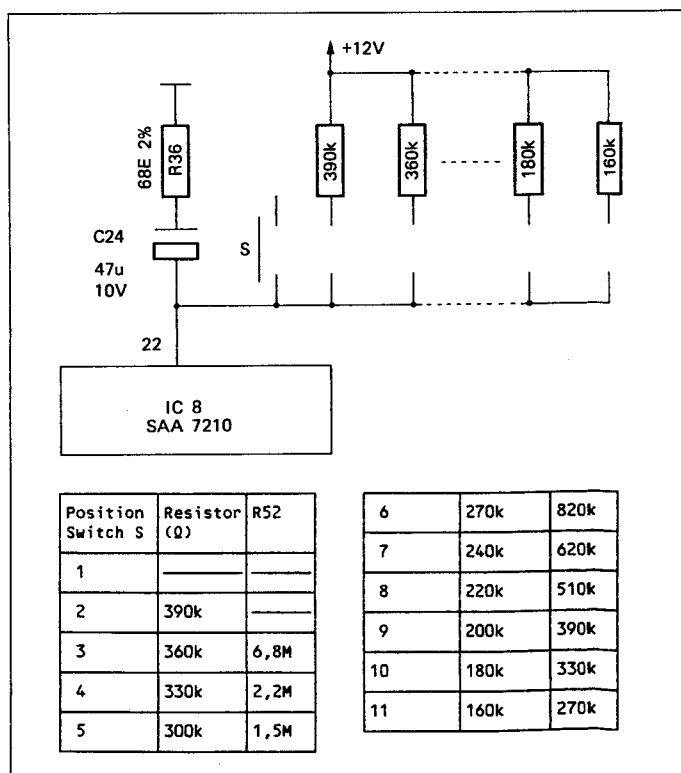 +12V
68E 2%
R36
390k
360k
180k
160k
C24
47u
10V
S
22
IC 8
SAA 7210
Position Switch S Resistor (Ω) R52
1
2 390k
3 360k 6,8M
4 330k 2,2M
5 300k 1,5M
6 270k 820k
7 240k 620k
8 220k 510k
9 200k 390k
10 180k 330k
11 160k 270k